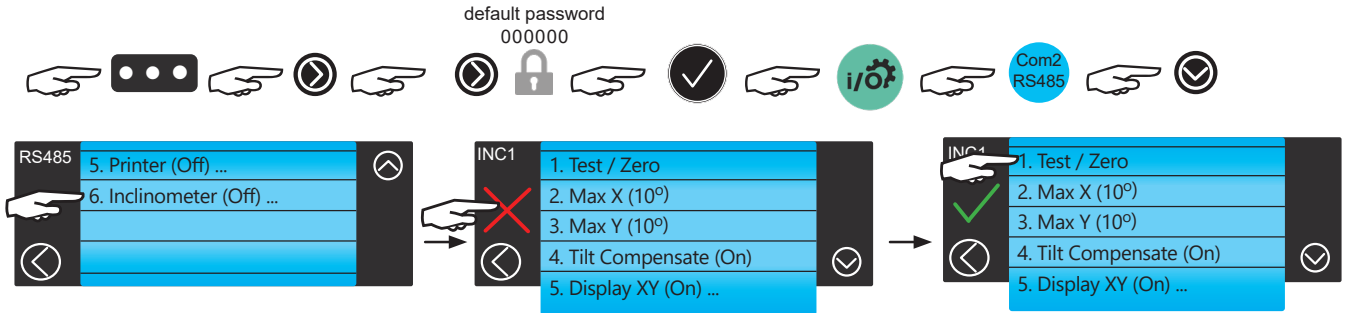 default password
000000
i/o
Com2
RS485
RS485
5. Printer (Off) ...
6. Inclinometer (Off) ...
INC1
1. Test / Zero
2. Max X (10º)
3. Max Y (10º)
4. Tilt Compensate (On)
5. Display XY (On) ...
INC1
1. Test / Zero
2. Max X (10º)
3. Max Y (10º)
4. Tilt Compensate (On)
5. Display XY (On) ...